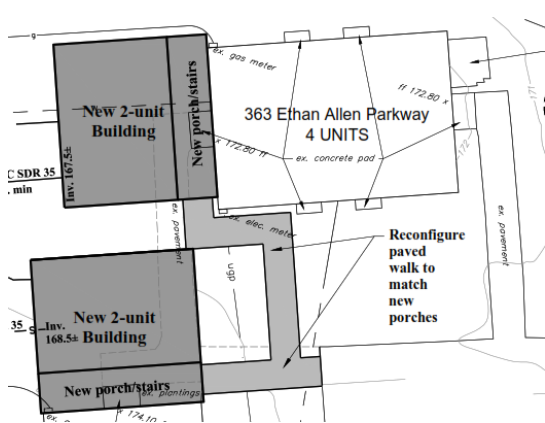 g
ex. gas meter
New porch/stairs
New 2-unit
Building
363 Ethan Allen Parkway
4 UNITS
ff 172.80 x
171
C SDR 35
. min
Inv. 167.5±
x 172.80 ff
ex. concrete pad
172
ex. pavement
ex. elec. meter
ex. pavement
Reconfigure
paved
walk to
match
new
porches
ugp
New 2-unit
Building
35
S
Inv.
168.5±
New porch/stairs
ex. plantings
x 174.10